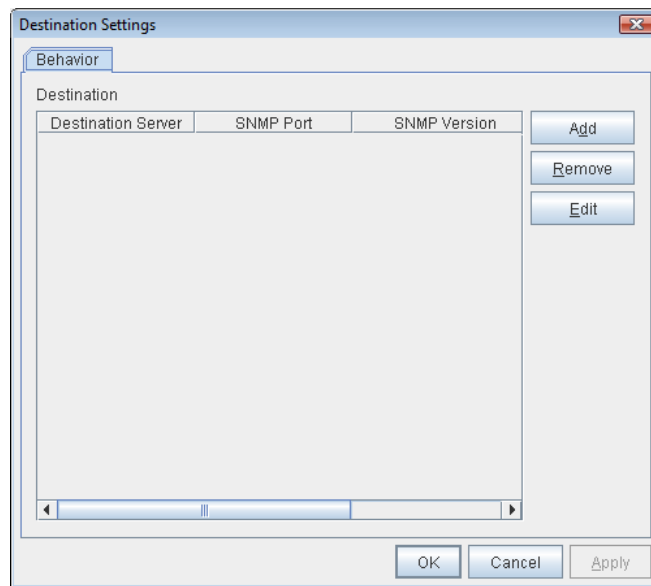 Destination Settings
Behavior
Destination
Destination Server SNMP Port SNMP Version
Add
Remove
Edit
OK Cancel Apply